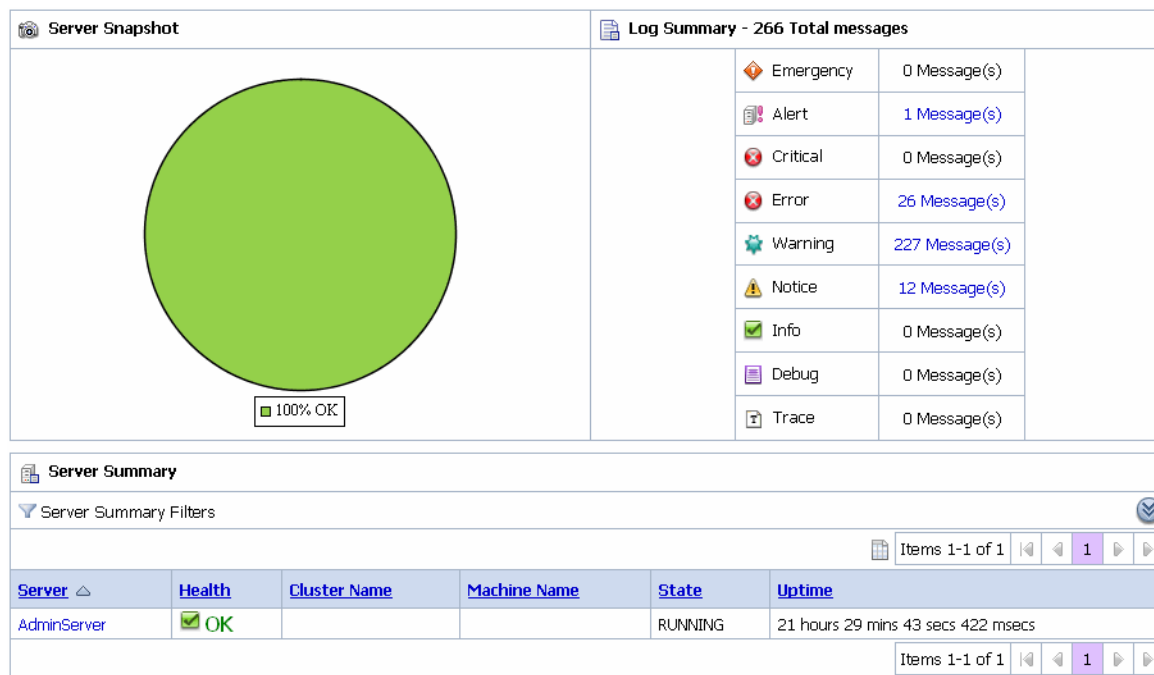 Server Snapshot
Log Summary - 266 Total messages
Emergency 0 Message(s)
Alert 1 Message(s)
Critical 0 Message(s)
Error 26 Message(s)
Warning 227 Message(s)
Notice 12 Message(s)
Info 0 Message(s)
Debug 0 Message(s)
Trace 0 Message(s)
100% OK
Server Summary
Server Summary Filters
Items 1-1 of 1 1
Server Health Cluster Name Machine Name State Uptime
AdminServer OK RUNNING 21 hours 29 mins 43 secs 422 msecs
Items 1-1 of 1 1